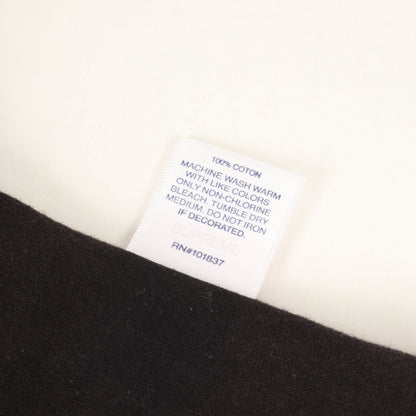 100% COTON
MACHINE WASH WARM
WITH LIKE COLORS
ONLY NON-CHLORINE
BLEACH. TUMBLE DRY
MEDIUM. DO NOT IRON
IF DECORATED.
SUPREME
RN#101837